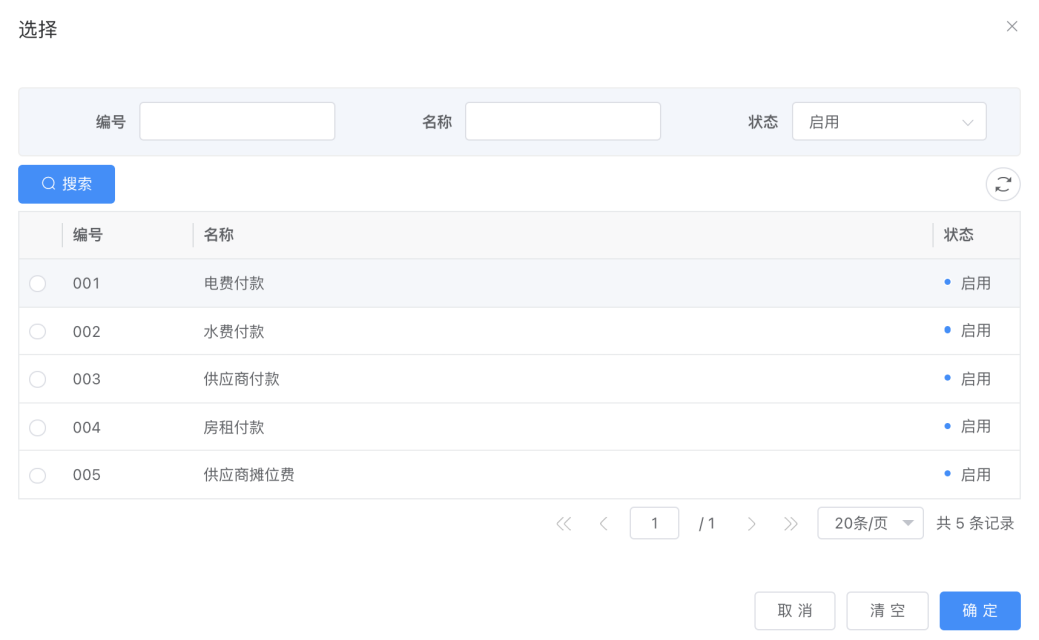 选择
编号 名称 状态 启用
搜索
编号 名称 状态
001 电费付款 启用
002 水费付款 启用
003 供应商付款 启用
004 房租付款 启用
005 供应商摊位费 启用
1 / 1 20条/页 共 5 条记录
取 消 清 空 确 定